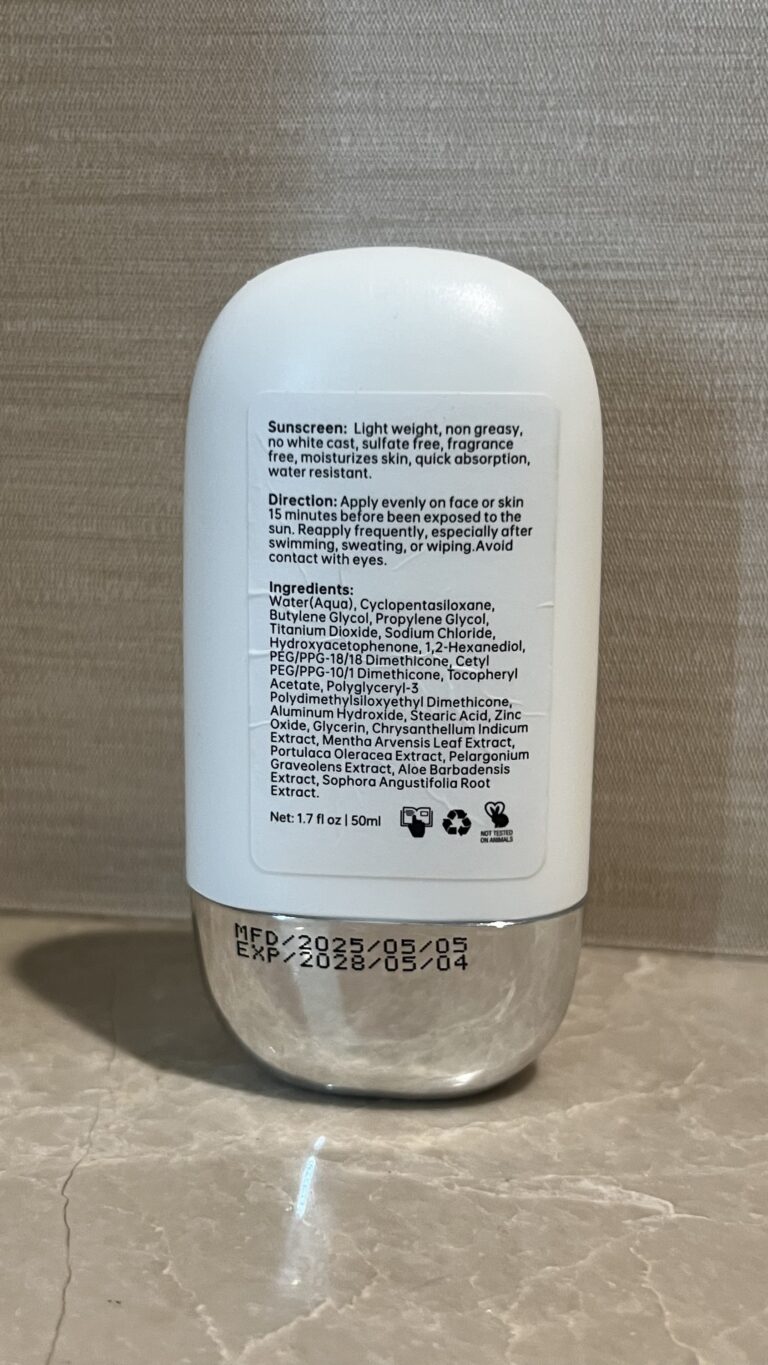 Sunscreen: Light weight, non greasy,
no white cast, sulfate free, fragrance
free, moisturizes skin, quick absorption,
water resistant.
Direction: Apply evenly on face or skin
15 minutes before been exposed to the
sun. Reapply frequently, especially after
swimming, sweating, or wiping.Avoid
contact with eyes.
Ingredients:
Water(Aqua), Cyclopentasiloxane,
Butylene Glycol, Propylene Glycol,
Titanium Dioxide, Sodium Chloride,
Hydroxyacetophenone, 1,2-Hexanediol,
PEG/PPG-18/18 Dimethicone, Cetyl
PEG/PPG-10/1 Dimethicone, Tocopheryl
Acetate, Polyglyceryl-3
Polydimethylsiloxyethyl Dimethicone,
Aluminum Hydroxide, Stearic Acid, Zinc
Oxide, Glycerin, Chrysanthellum Indicum
Extract, Mentha Arvensis Leaf Extract,
Portulaca Oleracea Extract, Pelargonium
Graveolens Extract, Aloe Barbadensis
Extract, Sophora Angustifolia Root
Extract.
Net: 1.7 fl oz | 50ml
NOT TESTED
ON ANIMALS
MFD/2025/05/05
EXP/2028/05/04